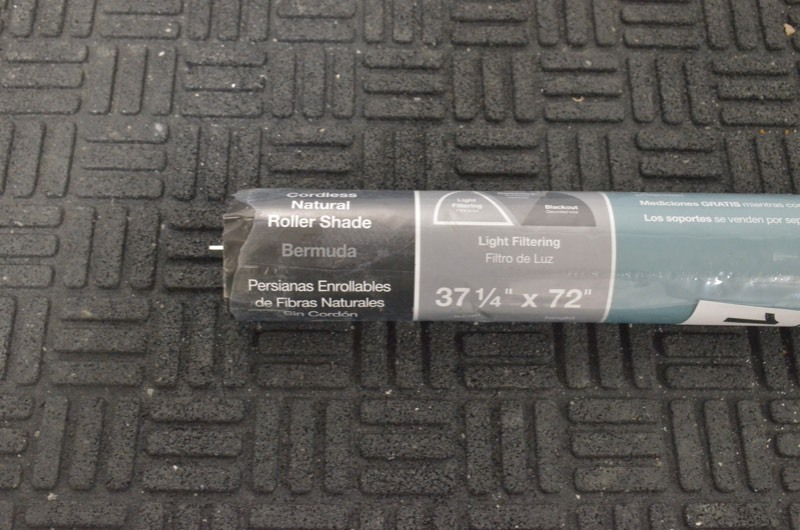 Cordless
Natural
Roller Shade
Bermuda
Persianas Enrollables
de Fibras Naturales
Sin Cordón
Light
Filtering
Blackout
Light Filtering
Filtro de Luz
37 1/4" x 72"
Mediciones GRATIS mientras
Los soportes se venden por